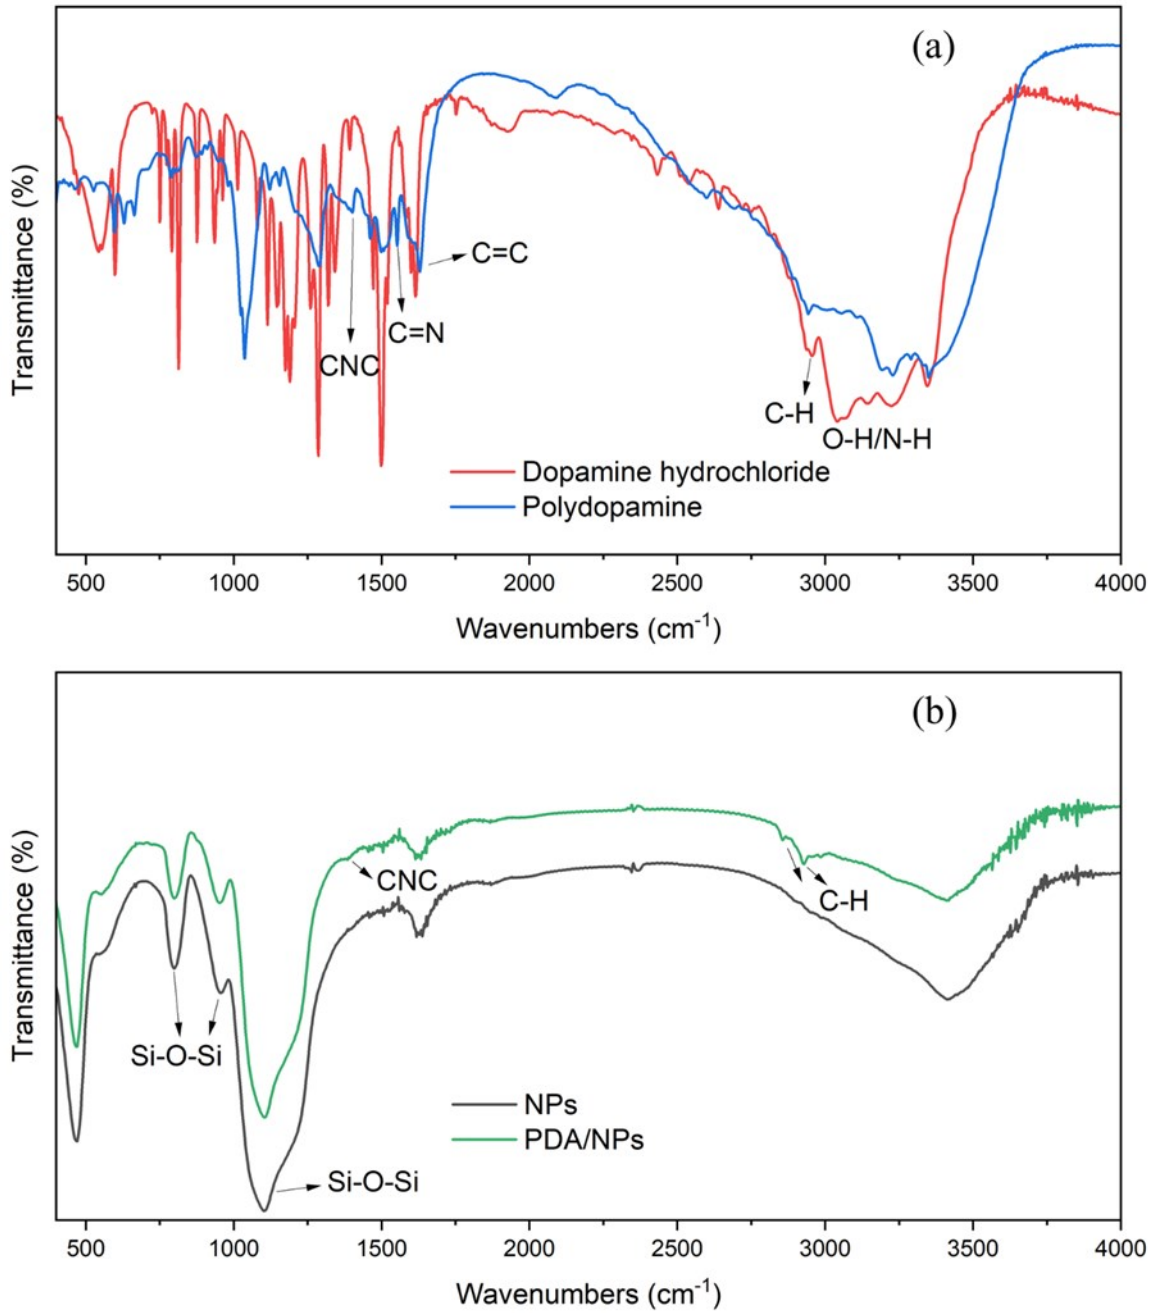 (a)
Transmittance (%)
C=C
C=N
CNC
C-H
O-H/N-H
Dopamine hydrochloride
Polydopamine
500 1000 1500 2000 2500 3000 3500 4000
Wavenumbers (cm⁻¹)
(b)
Transmittance (%)
CNC
C-H
Si-O-Si
NPs
PDA/NPs
Si-O-Si
500 1000 1500 2000 2500 3000 3500 4000
Wavenumbers (cm⁻¹)